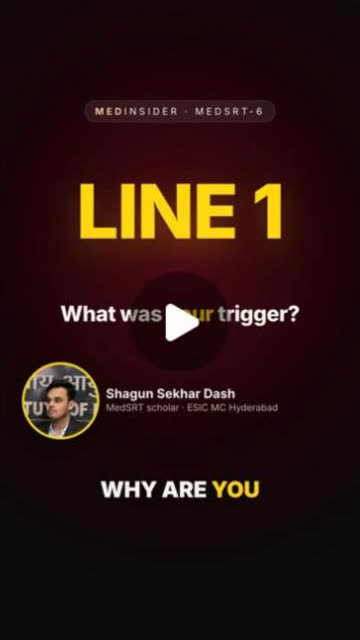 MEDINSIDER · MEDSRT-6
LINE 1
What was your trigger?
Shagun Sekhar Dash
MedSRT scholar · ESIC MC Hyderabad
WHY ARE YOU